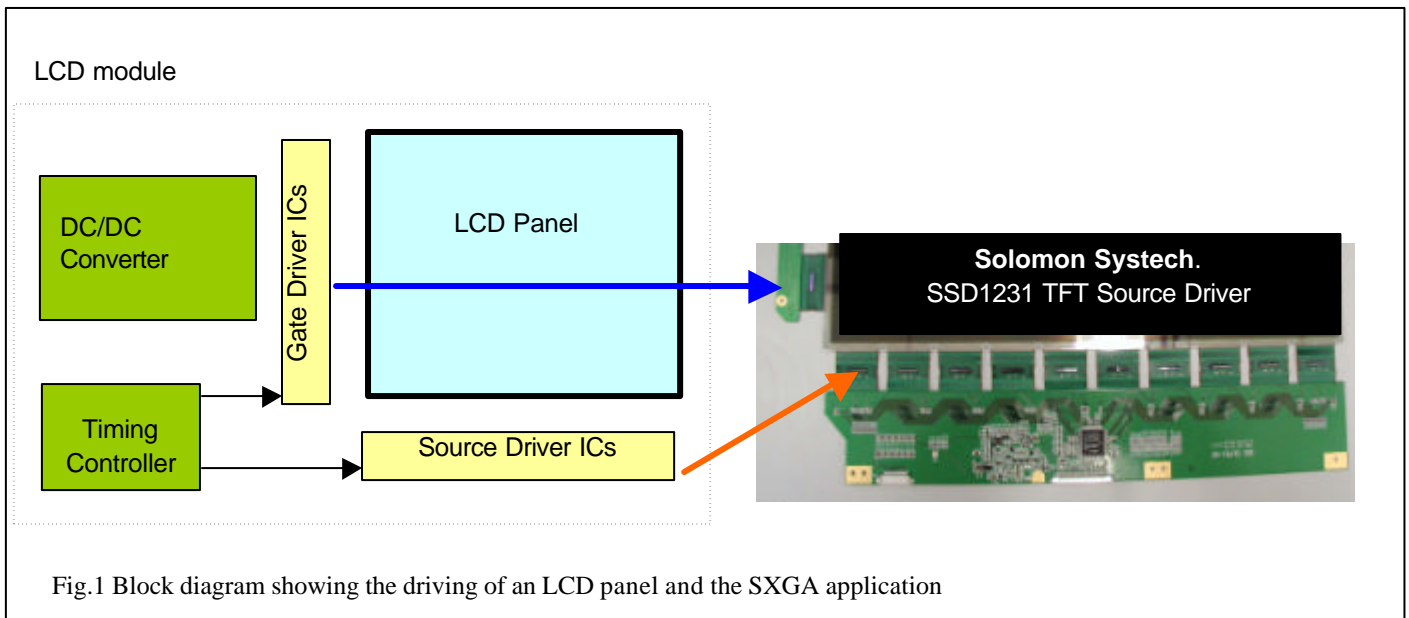 LCD module
DC/DC
Converter
Gate Driver ICs
LCD Panel
Timing
Controller
Source Driver ICs
Solomon Systech.
SSD1231 TFT Source Driver
Fig.1 Block diagram showing the driving of an LCD panel and the SXGA application